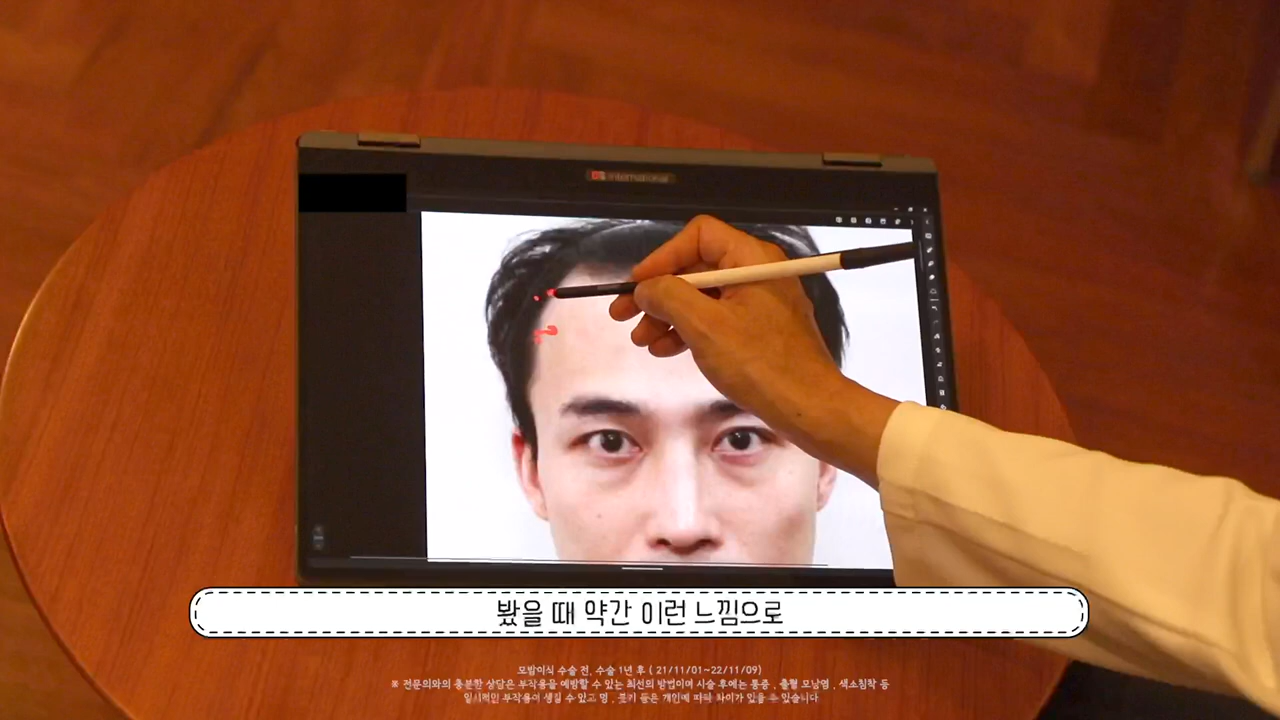 International
봤을 때 약간 이런 느낌으로
모발이식 수술 전, 수술 1년 후 ( 21/11/01~22/11/09)
※ 전문의와의 충분한 상담은 부작용을 예방할 수 있는 최선의 방법이며 시술 후에는 통증 , 출혈 모낭염 , 색소침착 등
일시적인 부작용이 생길 수 있고 멍 , 붓기 등은 개인에 따라 차이가 있을 수 있습니다